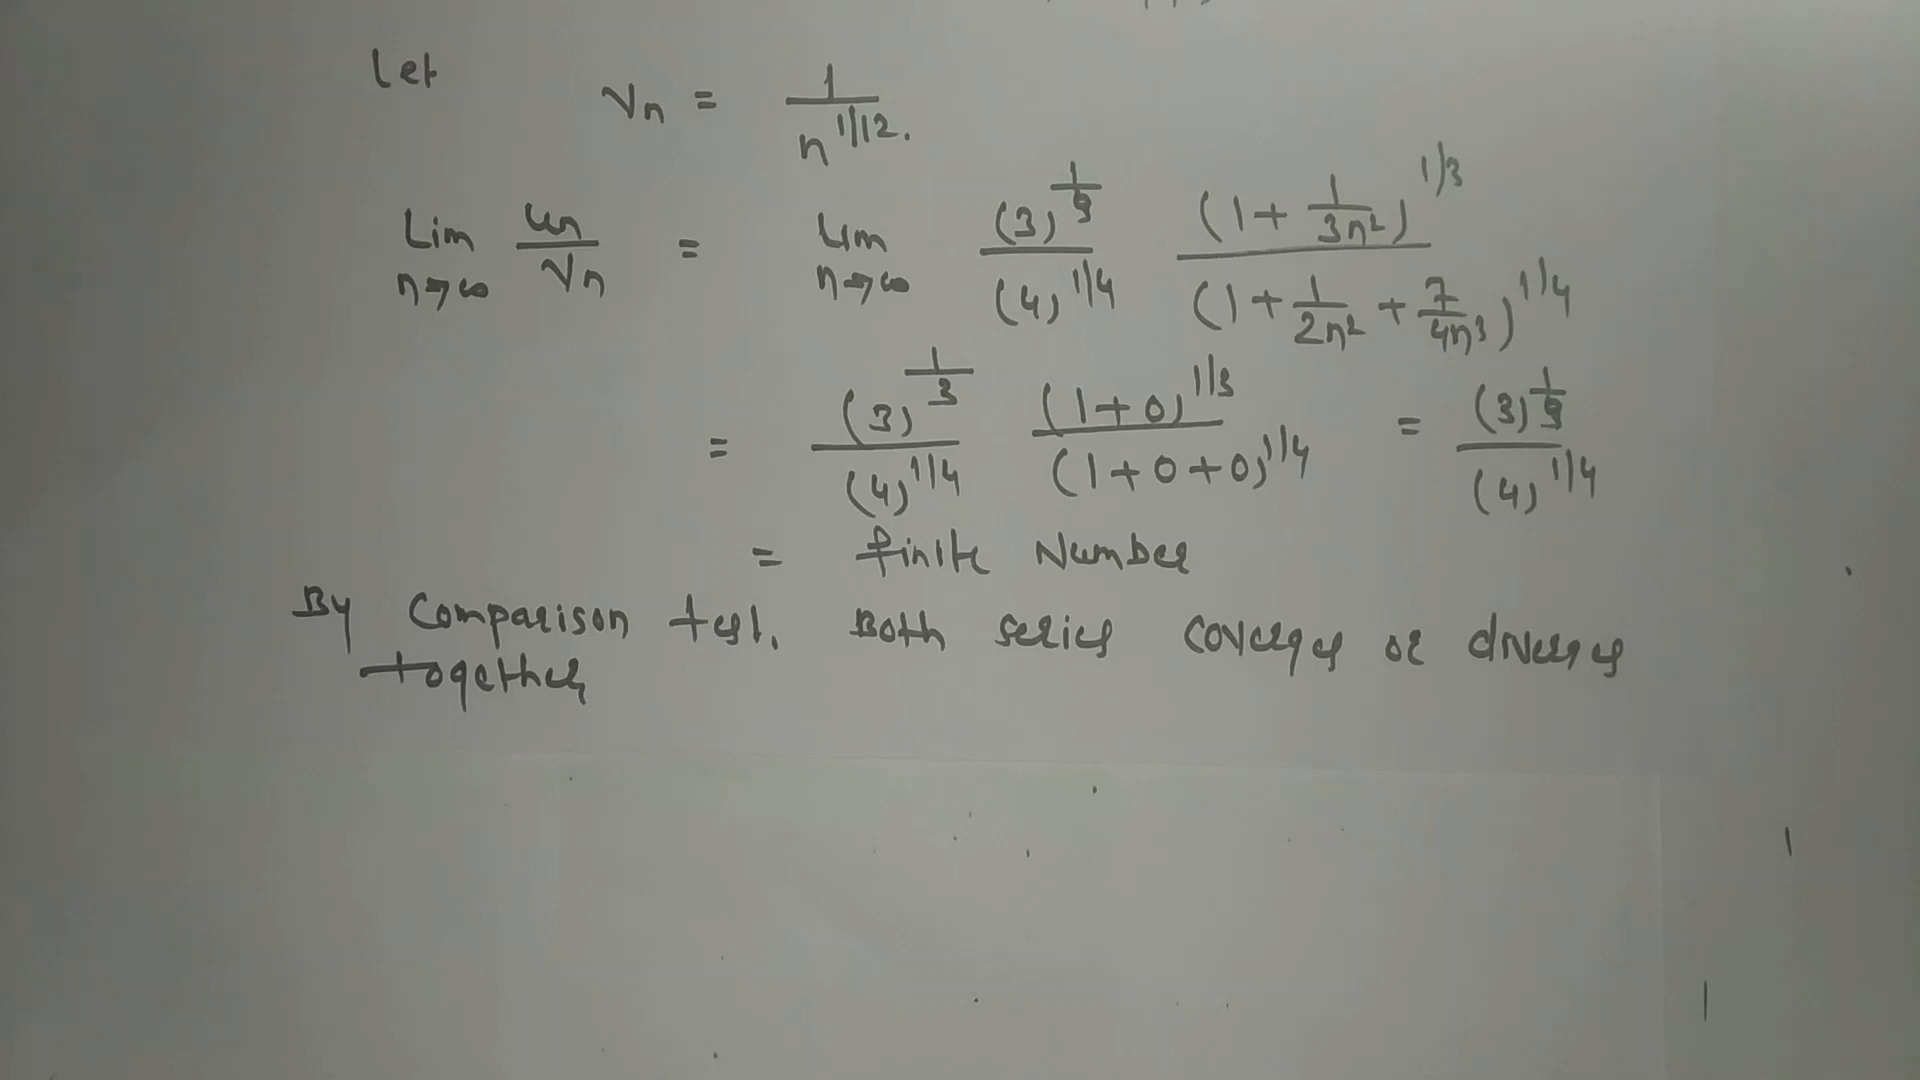 Let
Vn = 1/n^1/12.
Lim n→∞ un/Vn = Lim n→∞ (3)^1/3/(4)^1/4 (1+1/3n²)^1/3/(1+1/2n²+7/4n³)^1/4
= (3)^1/3/(4)^1/4 (1+0)^1/3/(1+0+0)^1/4 = (3)^1/3/(4)^1/4
= finite Number
By Comparison test. Both series coverges or diverges
together